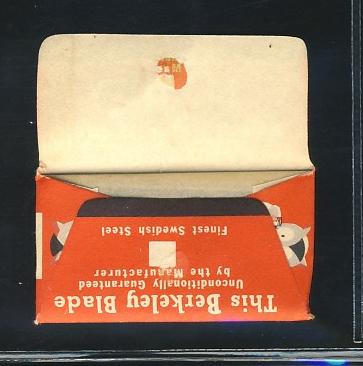 This Berkeley Blade
Unconditionally Guaranteed
by the Manufacturer
Finest Swedish Steel